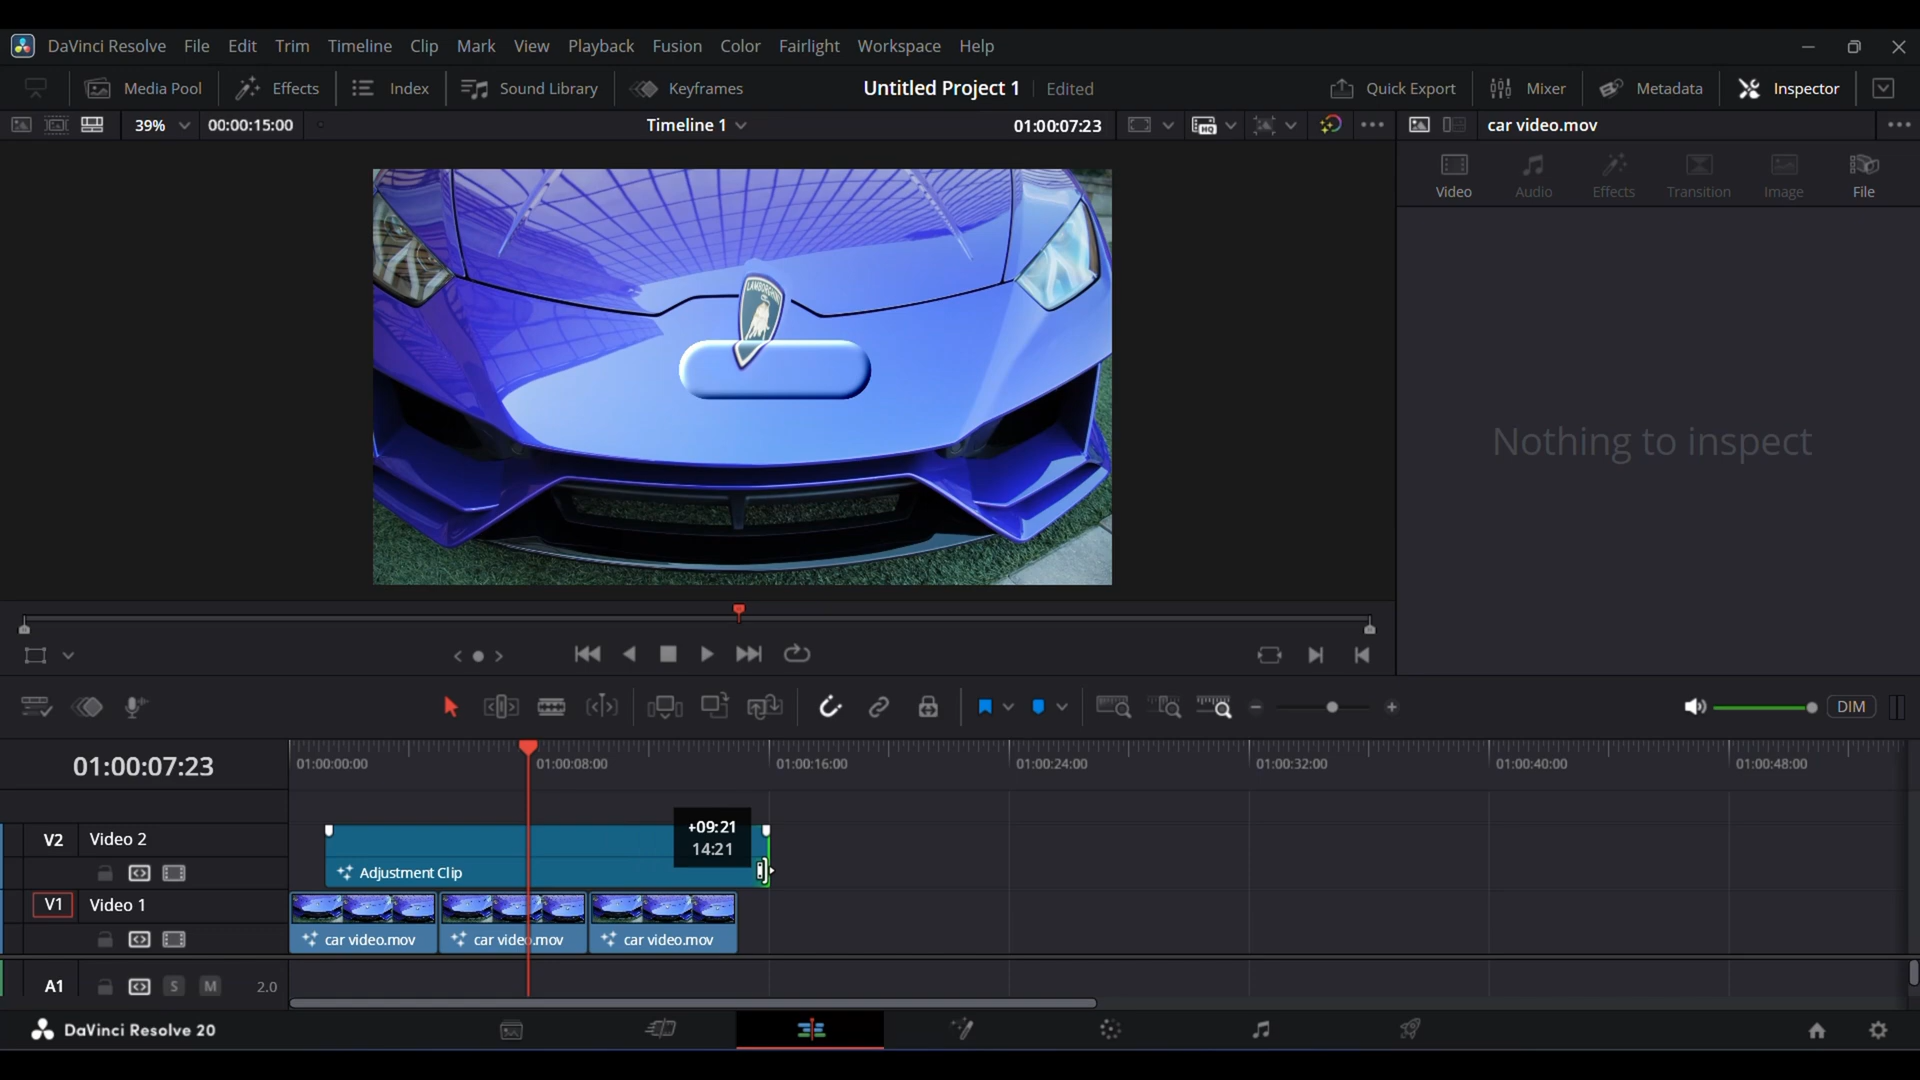 DaVinci Resolve File Edit Trim Timeline Clip Mark View Playback Fusion Color Fairlight Workspace Help
Media Pool Effects Index Sound Library Keyframes Untitled Project 1 Edited Quick Export Mixer Metadata Inspector
39% 00:00:15:00 Timeline 1 01:00:07:23 HQ car video.mov
Video Audio Effects Transition Image File
LAMBORGHINI
Nothing to inspect
DIM
01:00:07:23
01:00:00:00 01:00:08:00 01:00:16:00 01:00:24:00 01:00:32:00 01:00:40:00 01:00:48:00
V2 Video 2
+09:21
14:21
Adjustment Clip
V1 Video 1
car video.mov car video.mov car video.mov
A1 S M 2.0
DaVinci Resolve 20